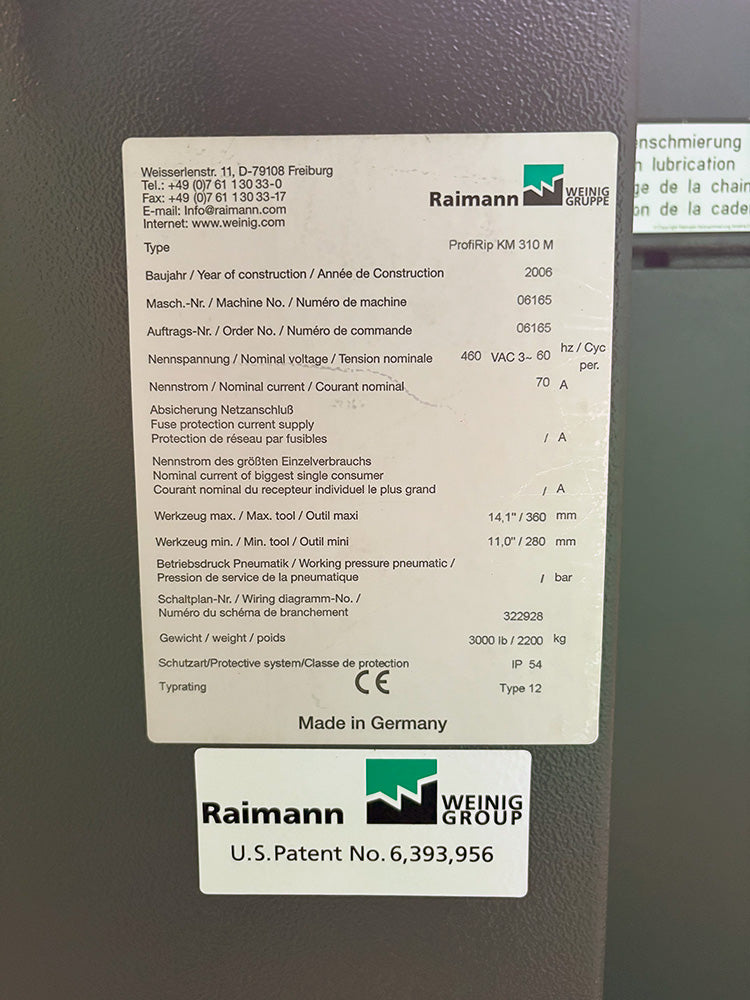 Weisserlenstr. 11, D-79108 Freiburg
Tel.: +49 (0)7 61 130 33-0
Fax: +49 (0)7 61 130 33-17
E-mail: Info@raimann.com
Internet: www.weinig.com
Raimann WEINIG
GRUPPE
Type ProfiRip KM 310 M
Baujahr / Year of construction / Année de Construction 2006
Masch.-Nr. / Machine No. / Numéro de machine 06165
Auftrags-Nr. / Order No. / Numéro de commande 06165
Nennspannung / Nominal voltage / Tension nominale 460 VAC 3~ 60 hz / Cyc
per.
Nennstrom / Nominal current / Courant nominal 70 A
Absicherung Netzanschluß
Fuse protection current supply
Protection de réseau par fusibles / A
Nennstrom des größten Einzelverbrauchs
Nominal current of biggest single consumer
Courant nominal du recepteur individuel le plus grand / A
Werkzeug max. / Max. tool / Outil maxi 14,1" / 360 mm
Werkzeug min. / Min. tool / Outil mini 11,0" / 280 mm
Betriebsdruck Pneumatik / Working pressure pneumatic /
Pression de service de la pneumatique / bar
Schaltplan-Nr. / Wiring diagramm-No. /
Numéro du schéma de branchement 322928
Gewicht / weight / poids 3000 lb / 2200 kg
Schutzart/Protective system/Classe de protection IP 54
CE
Typrating Type 12
Made in Germany
Raimann WEINIG
GROUP
U.S.Patent No. 6,393,956
nschmierung
n lubrication
ge de la chain
ón de la cade